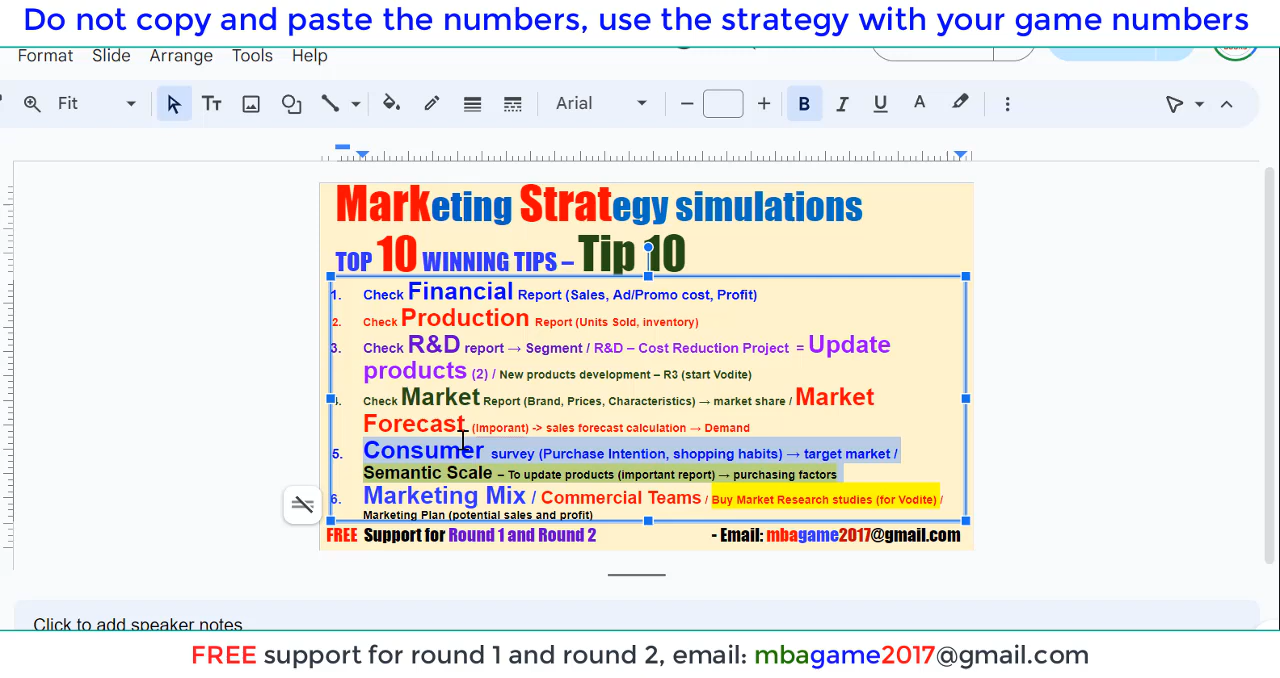 Do not copy and paste the numbers, use the strategy with your game numbers
Format Slide Arrange Tools Help
Fit Arial B I U A
Marketing Strategy simulations
TOP 10 WINNING TIPS – Tip 10
1. Check Financial Report (Sales, Ad/Promo cost, Profit)
2. Check Production Report (Units Sold, inventory)
3. Check R&D report → Segment / R&D – Cost Reduction Project = Update
products (2) / New products development – R3 (start Vodite)
4. Check Market Report (Brand, Prices, Characteristics) → market share / Market
Forecast (Imporant) -> sales forecast calculation → Demand
5. Consumer survey (Purchase Intention, shopping habits) → target market /
Semantic Scale – To update products (important report) → purchasing factors
6. Marketing Mix / Commercial Teams / Buy Market Research studies (for Vodite) /
Marketing Plan (potential sales and profit)
FREE Support for Round 1 and Round 2 - Email: mbagame2017@gmail.com
Click to add speaker notes
FREE support for round 1 and round 2, email: mbagame2017@gmail.com